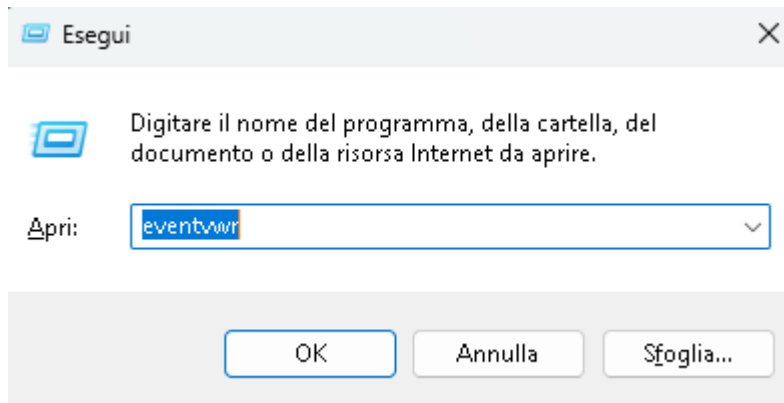 Esegui
Digitare il nome del programma, della cartella, del
documento o della risorsa Internet da aprire.
Apri:
eventvwr
OK
Annulla
Sfoglia...